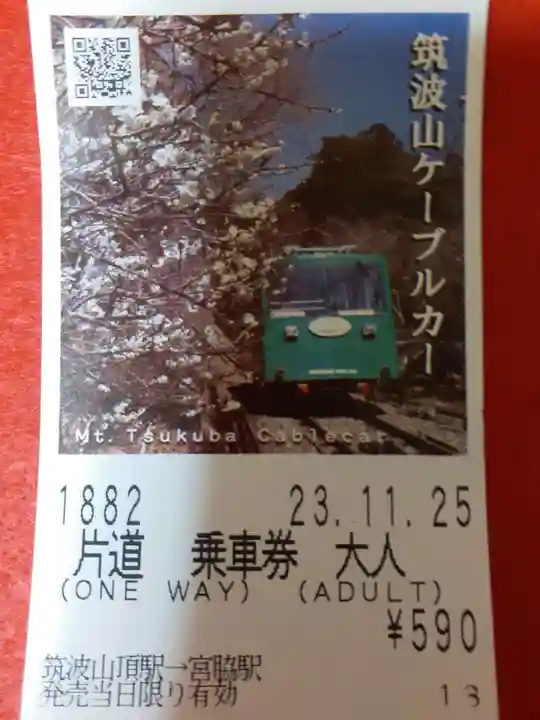 筑波山ケーブルカー
Mt. Tsukuba Cablecar
1882 23.11.25
片道 乗車券 大人
(ONE WAY) (ADULT)
¥590
筑波山頂駅→宮脇駅
発売当日限り有効 13